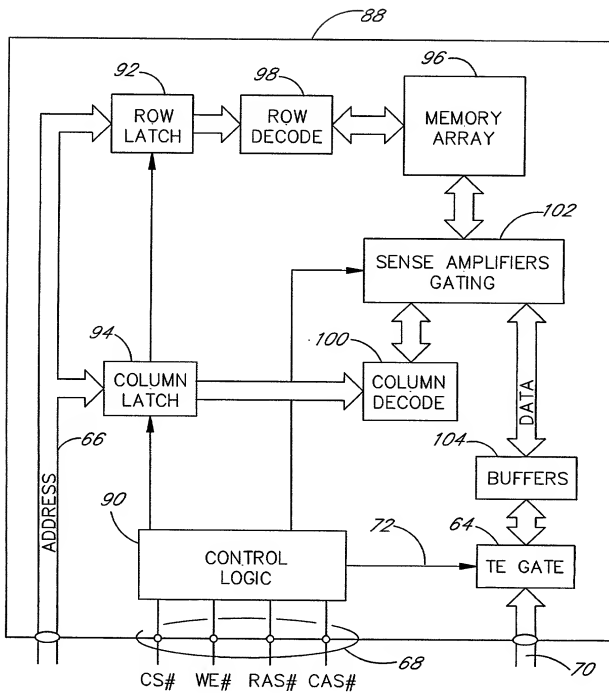 88
92
98
96
ROW
LATCH
ROW
DECODE
MEMORY
ARRAY
102
SENSE AMPLIFIERS
GATING
94
100
COLUMN
LATCH
COLUMN
DECODE
66
DATA
ADDRESS
104
BUFFERS
90
72
64
CONTROL
LOGIC
TE GATE
68
70
CS# WE# RAS# CAS#